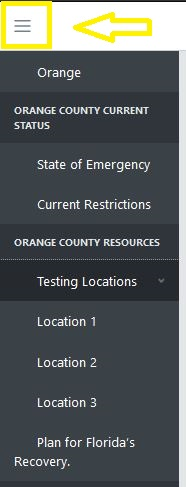 Orange
ORANGE COUNTY CURRENT
STATUS
State of Emergency
Current Restrictions
ORANGE COUNTY RESOURCES
Testing Locations
Location 1
Location 2
Location 3
Plan for Florida's
Recovery.